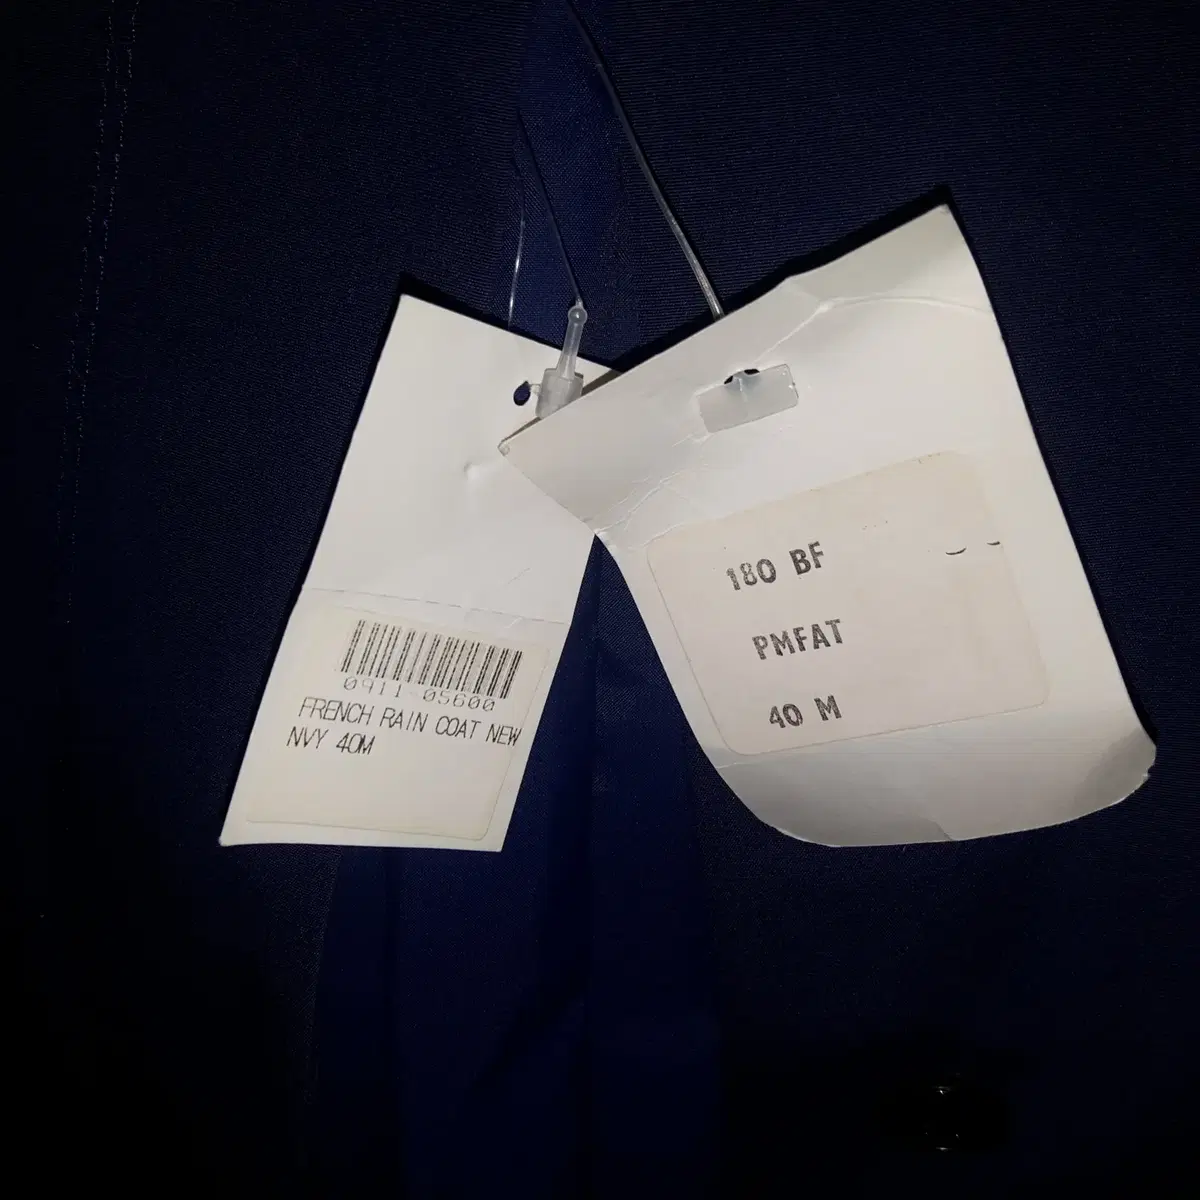 0911-05600
FRENCH RAIN COAT NEW
NVY 40M
180 BF
PMFAT
40 M